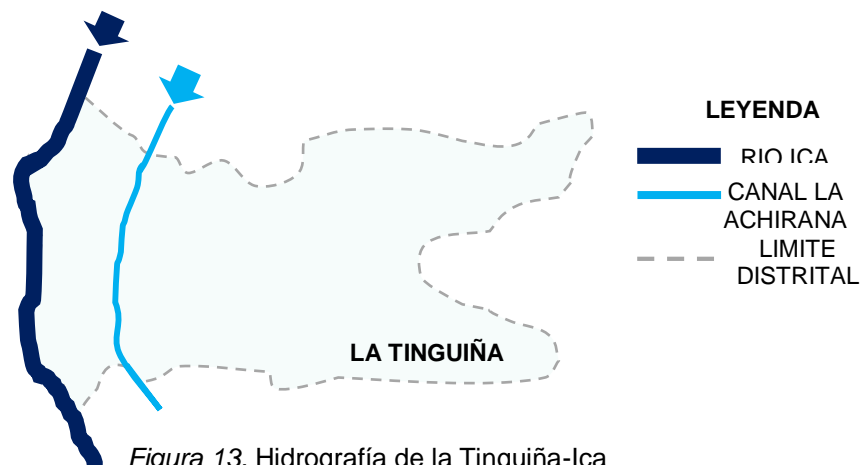 LEYENDA
RIO ICA
CANAL LA
ACHIRANA
LIMITE
DISTRITAL
LA TINGUIÑA
Figura 13. Hidrografía de la Tinguiña-Ica